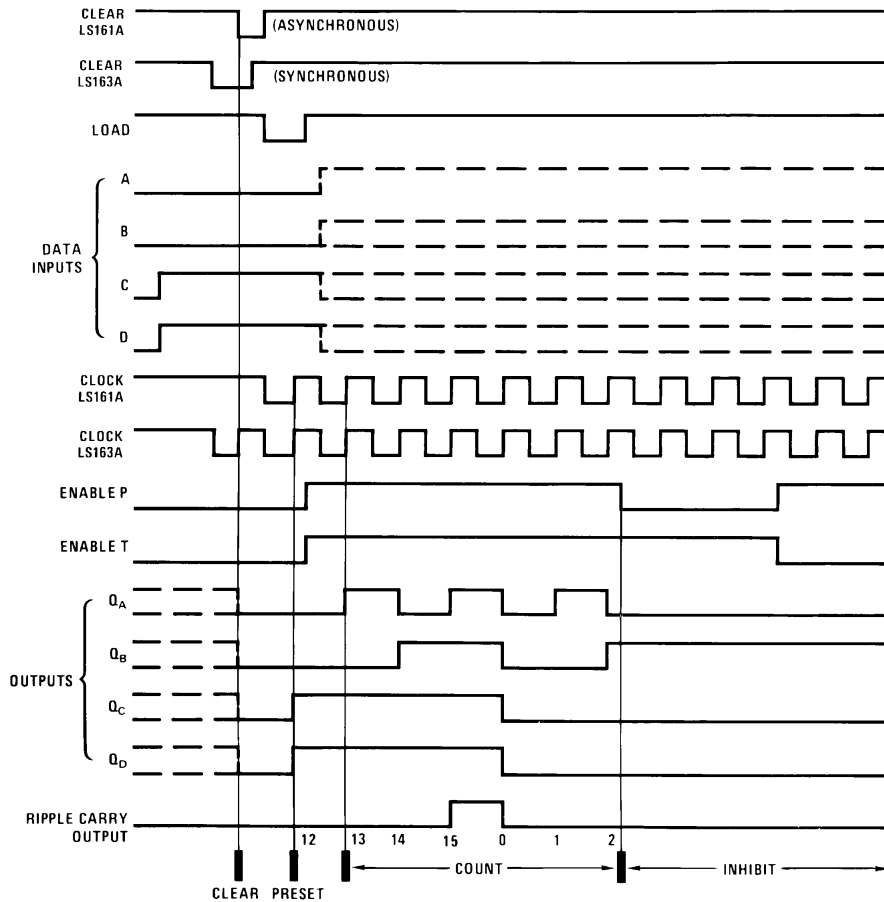 CLEAR
LS161A
(ASYNCHRONOUS)
CLEAR
LS163A
(SYNCHRONOUS)
LOAD
A
B
DATA
INPUTS
C
D
CLOCK
LS161A
CLOCK
LS163A
ENABLE P
ENABLE T
QA
QB
OUTPUTS
QC
QD
RIPPLE CARRY
OUTPUT
12 13 14 15 0 1 2
COUNT INHIBIT
CLEAR PRESET